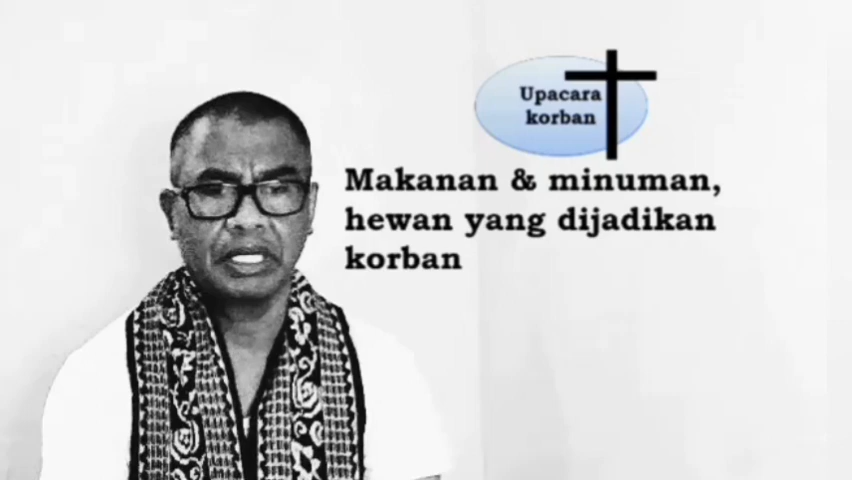 Upacara
korban
Makanan & minuman,
hewan yang dijadikan
korban